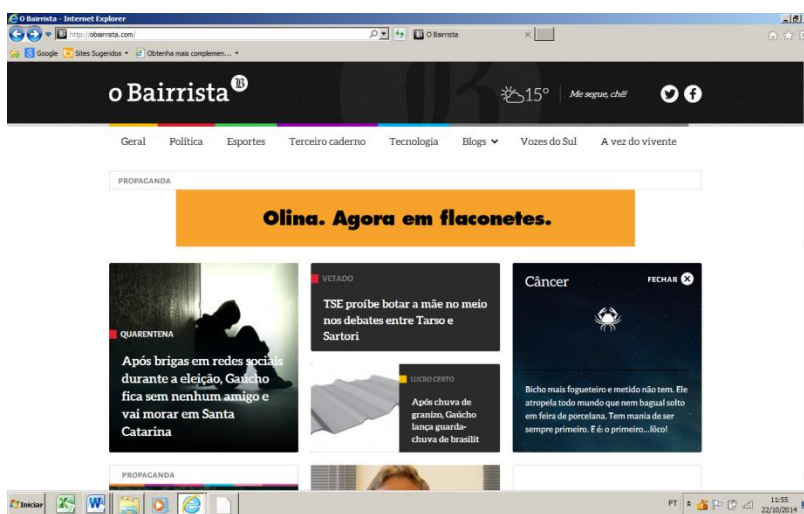 O Bairrista - Internet Explorer
http://obairrista.com/
O Bairrista
Google
Sites Sugeridos
Obtenha mais complemen...
o Bairrista
15°
Me segue, chê!
Geral
Política
Esportes
Terceiro caderno
Tecnologia
Blogs
Vozes do Sul
A vez do vivente
PROPAGANDA
Olina. Agora em flaconetes.
QUARENTENA
Após brigas em redes sociais
durante a eleição, Gaúcho
fica sem nenhum amigo e
vai morar em Santa
Catarina
VETADO
TSE proíbe botar a mãe no meio
nos debates entre Tarso e
Sartori
LUCRO CERTO
Após chuva de
granizo, Gaúcho
lança guarda-
chuva de brasilit
Câncer
FECHAR
Bicho mais fogueteiro e metido não tem. Ele
atropela todo mundo que nem bagual solto
em feira de porcelana. Tem mania de ser
sempre primeiro. E é: o primeiro...lôco!
PROPAGANDA
Iniciar
PT
11:55
22/10/2014